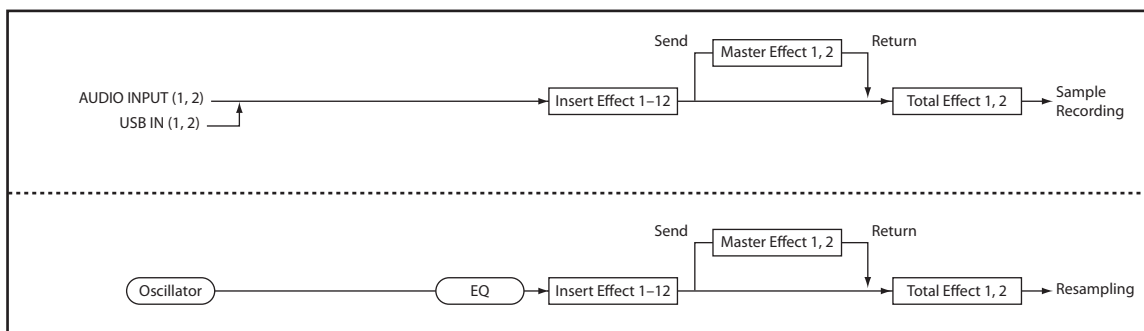 Send
Master Effect 1, 2
Return
AUDIO INPUT (1, 2)
Insert Effect 1–12
Total Effect 1, 2
Sample
Recording
USB IN (1, 2)
Send
Master Effect 1, 2
Return
Oscillator
EQ
Insert Effect 1–12
Total Effect 1, 2
Resampling